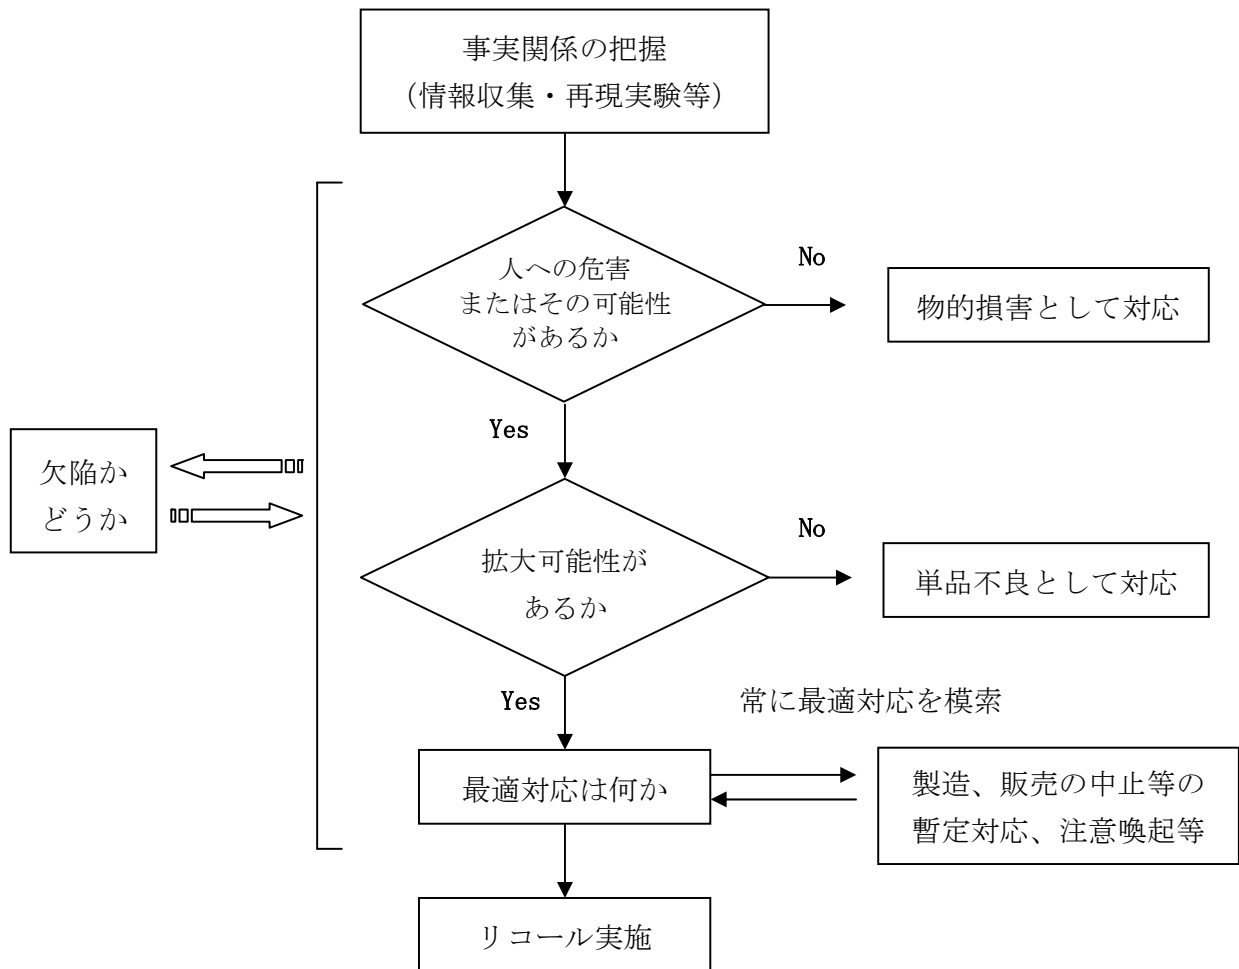 事実関係の把握
（情報収集・再現実験等）
人への危害
またはその可能性
があるか
No
物的損害として対応
Yes
欠陥か
どうか
拡大可能性が
あるか
No
単品不良として対応
Yes
常に最適対応を模索
最適対応は何か
製造、販売の中止等の
暫定対応、注意喚起等
リコール実施